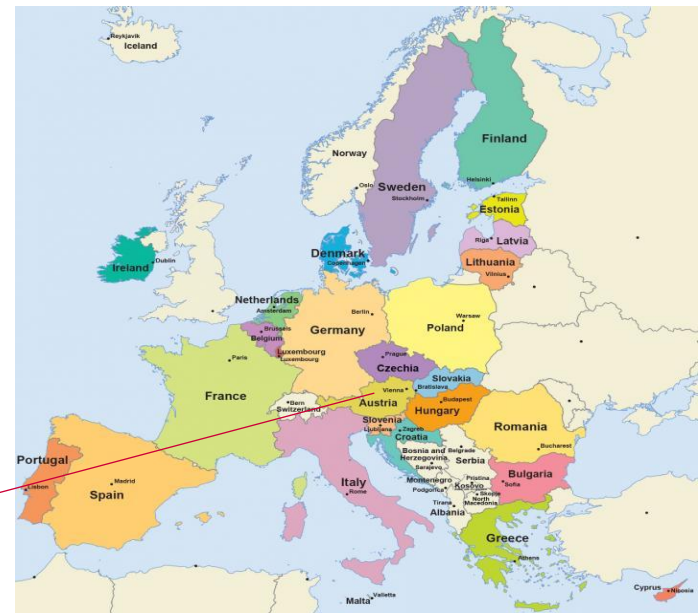 Reykjavik
Iceland
Finland
Norway
Helsinki
Oslo
Sweden
Stockholm
Tallinn
Estonia
Riga
Latvia
Denmark
Copenhagen
Lithuania
Vilnius
Ireland
Dublin
Netherlands
Amsterdam
Berlin
Warsaw
Germany
Poland
Brussels
Belgium
Luxembourg
Luxembourg
Prague
Czechia
Paris
Slovakia
Bratislava
Vienna
Austria
France
Bern
Switzerland
Budapest
Hungary
Slovenia
Ljubljana
Zagreb
Croatia
Romania
Bucharest
Bosnia and
Herzegovina
Sarajevo
Belgrade
Serbia
Portugal
Lisbon
Madrid
Spain
Italy
Rome
Montenegro
Podgorica
Pristina
Kosovo
Bulgaria
Sofia
Skopje
North
Macedonia
Tirana
Albania
Greece
Athens
Malta
Valletta
Cyprus
Nicosia